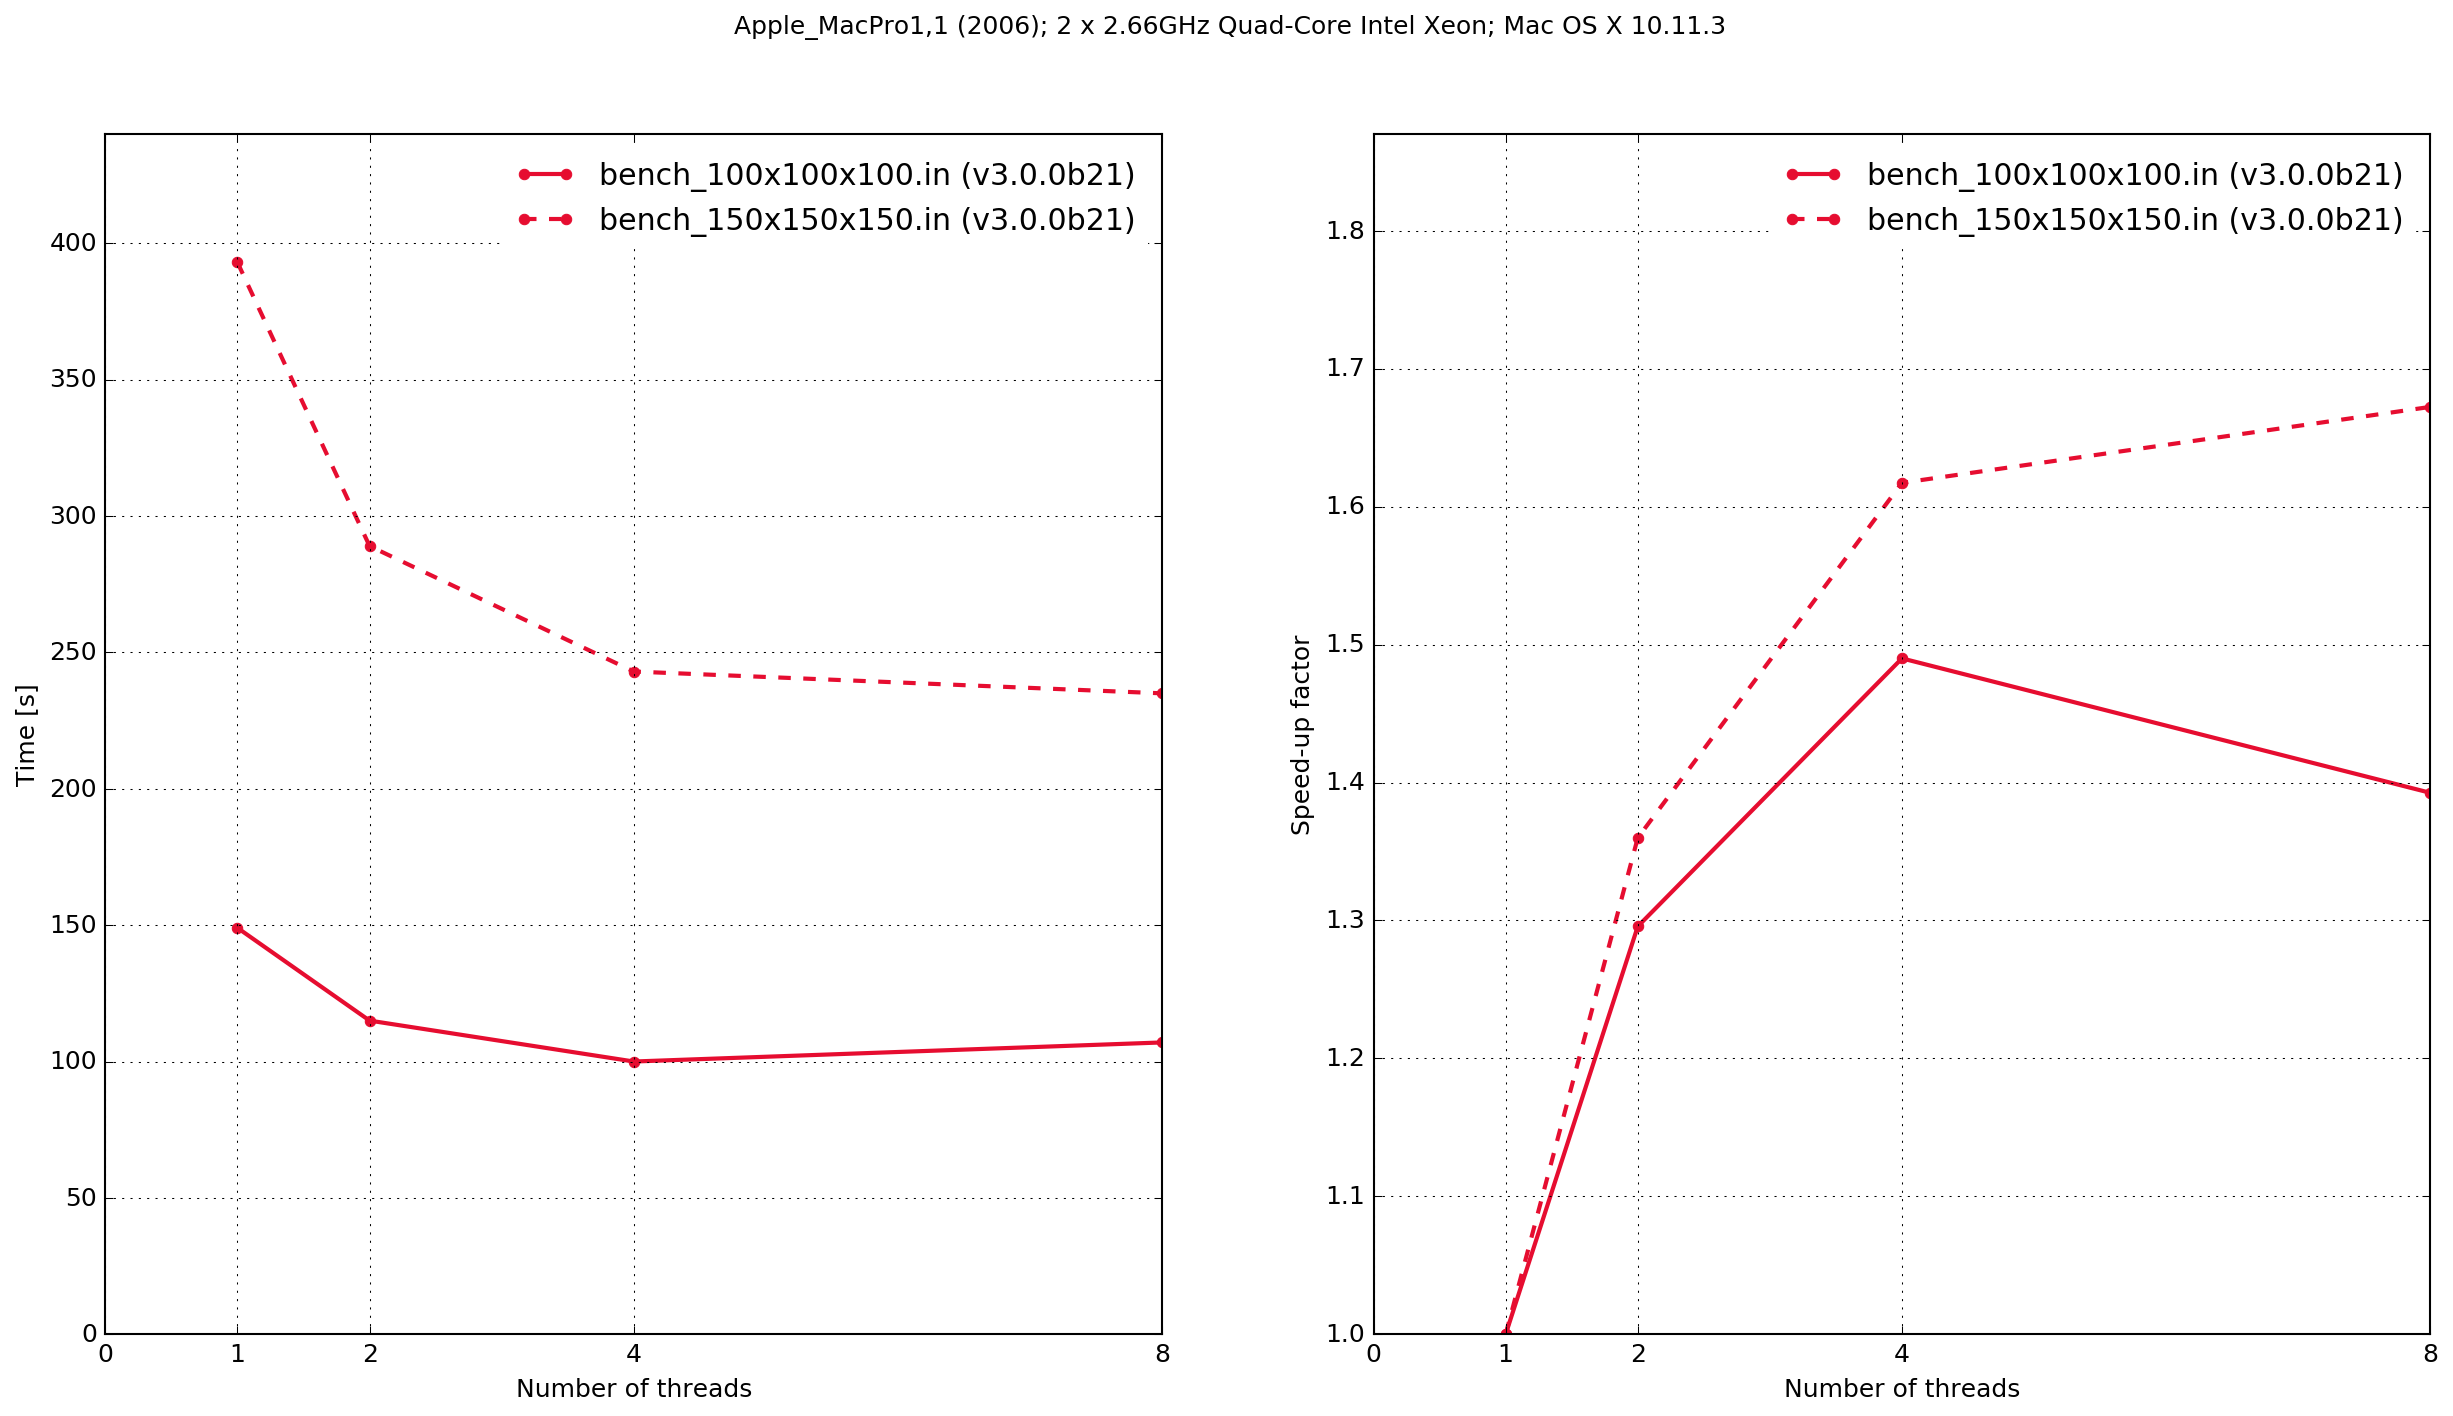 Apple_MacPro1,1 (2006); 2 x 2.66GHz Quad-Core Intel Xeon; Mac OS X 10.11.3
bench_100x100x100.in (v3.0.0b21)
bench_150x150x150.in (v3.0.0b21)
400
350
300
250
200
150
100
50
0
Time [s]
0 1 2 4 8
Number of threads
bench_100x100x100.in (v3.0.0b21)
bench_150x150x150.in (v3.0.0b21)
1.8
1.7
1.6
1.5
1.4
1.3
1.2
1.1
1.0
Speed-up factor
0 1 2 4 8
Number of threads